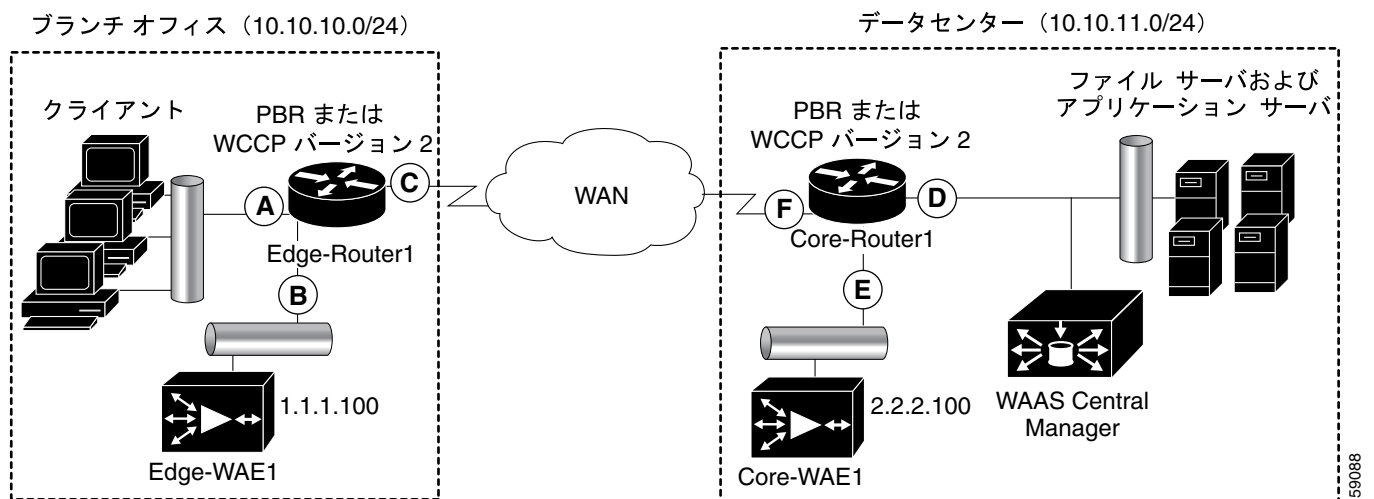 ブランチ オフィス（10.10.10.0/24）
データセンター（10.10.11.0/24）
クライアント
PBR または
WCCP バージョン 2
A
C
Edge-Router1
B
1.1.1.100
Edge-WAE1
WAN
PBR または
WCCP バージョン 2
F
D
Core-Router1
E
2.2.2.100
Core-WAE1
ファイル サーバおよび
アプリケーション サーバ
WAAS Central
Manager
59088